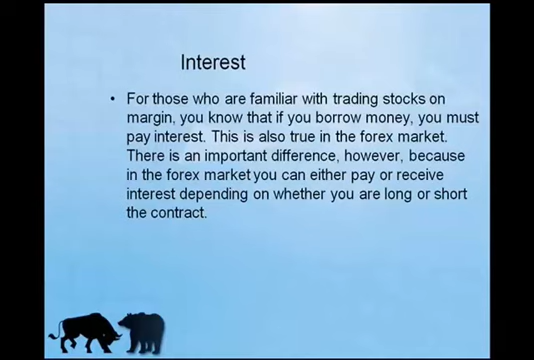 Interest
• For those who are familiar with trading stocks on
margin, you know that if you borrow money, you must
pay interest. This is also true in the forex market.
There is an important difference, however, because
in the forex market you can either pay or receive
interest depending on whether you are long or short
the contract.